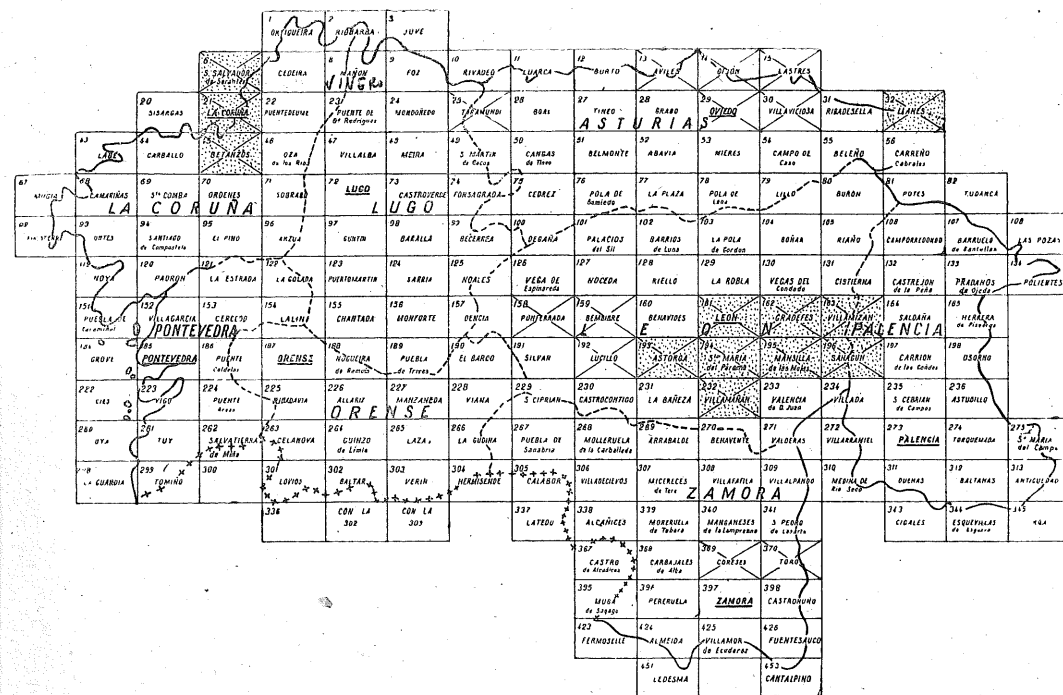 1 2 3
ORTIGUEIRA RIOBARBA JUVE
6 7 8 9 10 11 12 13 14 15
S. SALVADOR de Serantes CEDEIRA MAÑON FOZ RIVADEO LUARCA BUSTO AVILES GIJON LASTRES
VINGRO
20 21 22 23 24 25 26 27 28 29 30 31 32
SISARGAS LA CORUÑA PUENTEDEUME PUENTE DE Gª Rodriguez MONDOÑEDO TARAMUNDI BOAL TINEO GRADO OVIEDO VILLAVICIOSA RIBADESELLA LLANES
ASTURIAS
43 44 45 46 47 48 49 50 51 52 53 54 55 56
LAGE CARBALLO BETANZOS OZA de los Rios VILLALBA MEIRA S. MARTIN de Oscos CANGAS de Tineo BELMONTE ABAVIA MIERES CAMPO DE Caso BELEÑO CARREÑO Cabrales
67 68 69 70 71 72 73 74 75 76 77 78 79 80 81 82
MUGIA CAMARIÑAS Sta COMBA ORDENES SOBRADO LUGO CASTROVERDE FONSAGRADA CEDREZ POLA DE Somiedo LA PLAZA POLA DE Lena LILLO BURON POTES TUDANCA
LA CORUÑA LUGO
93 94 95 96 97 98 99 100 101 102 103 104 105 106 107 108
OUTES SANTIAGO de Compostela EL PINO ARZUA GUNTIN BARALLA BECERREA DEGAÑA PALACIOS del Sil BARRIOS de Luna LA POLA de Gordon BOÑAR RIAÑO CAMPORREDONDO BARRUELO de Santullan LAS POZAS
119 120 121 122 123 124 125 126 127 128 129 130 131 132 133 134
NOYA PADRON LA ESTRADA LA GOLADA PUERTOMARIN SARRIA NOALES VEGA DE Espinareda NOCEDA RIELLO LA ROBLA VEGAS DEL Condado CISTIERNA CASTREJON de la Peña PRADANOS de Ojeda POLIENTES
151 152 153 154 155 156 157 158 159 160 161 162 163 164 165
PUEBLA DE Caramiñal VILLAGARCIA CERCEDO LALIN CHANTADA MONFORTE OENCIA PONFERRADA BEMBIBRE BENAVIDES LEON GRADEFES VILLAMIZAN SALDAÑA HERRERA de Pisuerga
PONTEVEDRA LEON PALENCIA
184 185 186 187 188 189 190 191 192 193 194 195 196 197 198
GROVE PONTEVEDRA PUENTE Caldelas ORENSE NOGUEIRA de Ramuin PUEBLA de Trives EL BARCO SILVAN LUCILLO ASTORGA Sta MARIA del Páramo MANSILLA de las Mulas SAHAGUN CARRION de los Condes OSORNO
222 223 224 225 226 227 228 229 230 231 232 233 234 235 236
CIES VIGO PUENTE Areas RIBADAVIA ALLARIZ MANZANEDA VIANA S CIPRIAN CASTROCONTIGO LA BAÑEZA VILLAMAÑAN VALENCIA de D. Juan VILLADA S CEBRIAN de Campos ASTUDILLO
ORENSE
260 261 262 263 264 265 266 267 268 269 270 271 272 273 274 275
OYA TUY SALVATIERRA de Miño CELANOVA GUINZO de Limia LAZA LA GUDIÑA PUEBLA de Sanabria MOLLERUELA de la Carballeda ARRABALDE BENAVENTE VALDERAS VILLARRAMIEL PALENCIA TORQUEMADA Sta MARIA del Campo
298 299 300 301 302 303 304 305 306 307 308 309 310 311 312 313
LA GUARDIA TOMIÑO LOVIOS BALTAR VERIN HERMISENDE CALABOR VILLADECIEVOS MICERECES de Tera VILLAFAFILA VILLALPANDO MEDINA DE Rio Seco DUEÑAS BALTANAS ANTIGUEDAD
ZAMORA
336 CON LA 302 CON LA 303 337 338 339 340 341 343 344 345
LATEDO ALCAÑICES MORERUELA de Tabara MANGANESES de la Lampreana S PEDRO de Latarce CIGALES ESQUEVILLAS de Esgueva ROA
367 368 369 370
CASTRO de Alcañices CARBAJALES de Alba CORESES TORO
395 396 397 398
MUGA de Sayago PERERUELA ZAMORA CASTRONUÑO
423 424 425 426
FERMOSELLE ALMEIDA VILLAMOR de Escuderos FUENTESAUCO
451 453
LEDESMA CANTALPINO